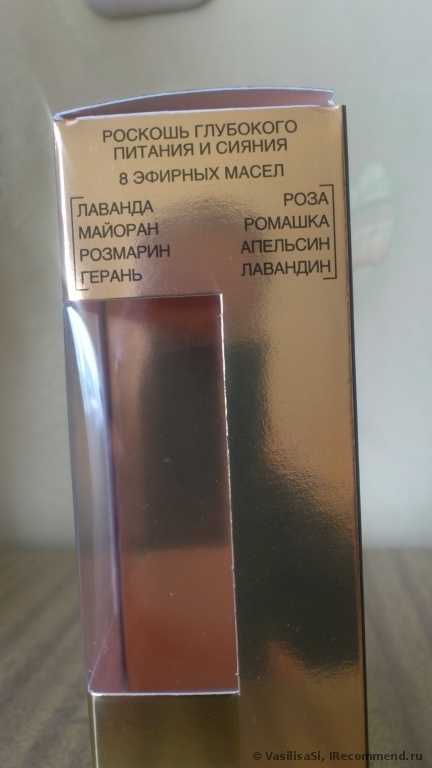 РОСКОШЬ ГЛУБОКОГО
ПИТАНИЯ И СИЯНИЯ
8 ЭФИРНЫХ МАСЕЛ
ЛАВАНДА
МАЙОРАН
РОЗМАРИН
ГЕРАНЬ
РОЗА
РОМАШКА
АПЕЛЬСИН
ЛАВАНДИН
© VasilisaSi, IRecommend.ru